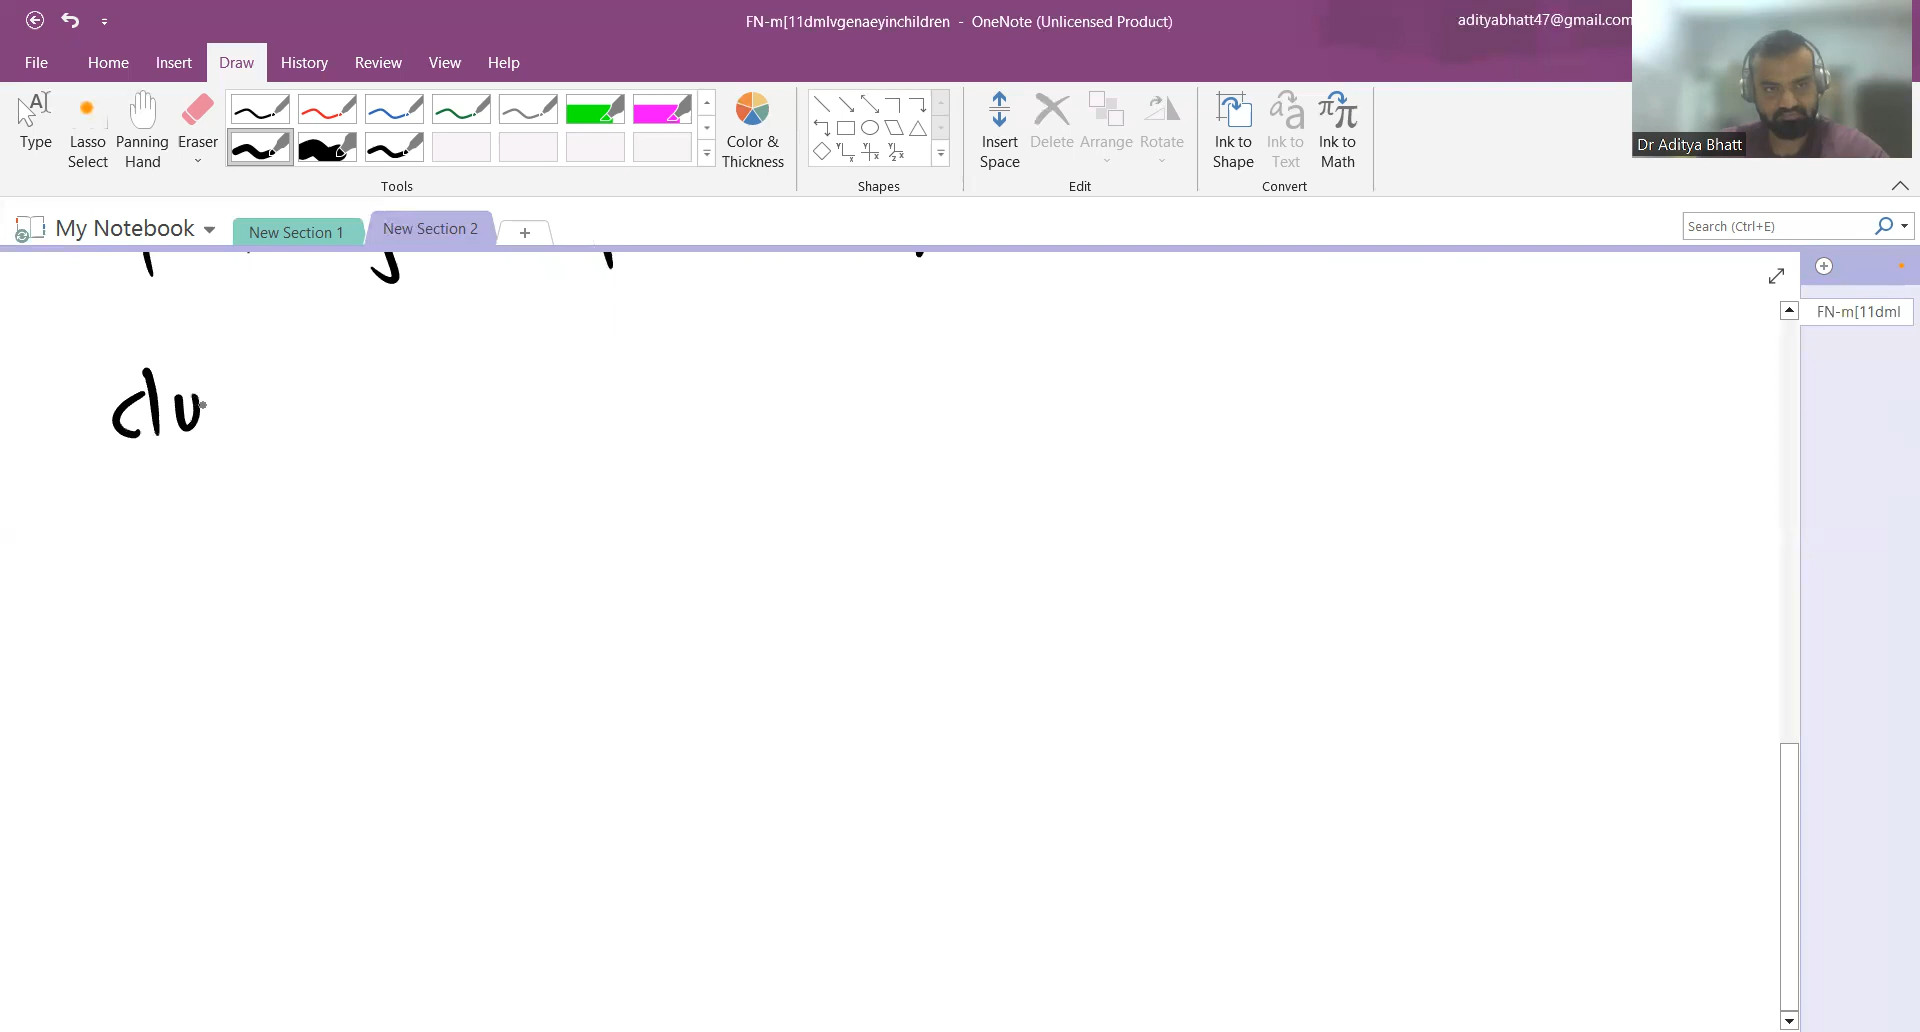 FN-m[11dmlvgenaeyinchildren - OneNote (Unlicensed Product)
adityabhatt47@gmail.com
File Home Insert Draw History Review View Help
Type Lasso Select Panning Hand Eraser
Color & Thickness
Insert Space Delete Arrange Rotate
Ink to Shape Ink to Text Ink to Math
Tools Shapes Edit Convert
Dr Aditya Bhatt
My Notebook New Section 1 New Section 2 +
Search (Ctrl+E)
FN-m[11dml
clu